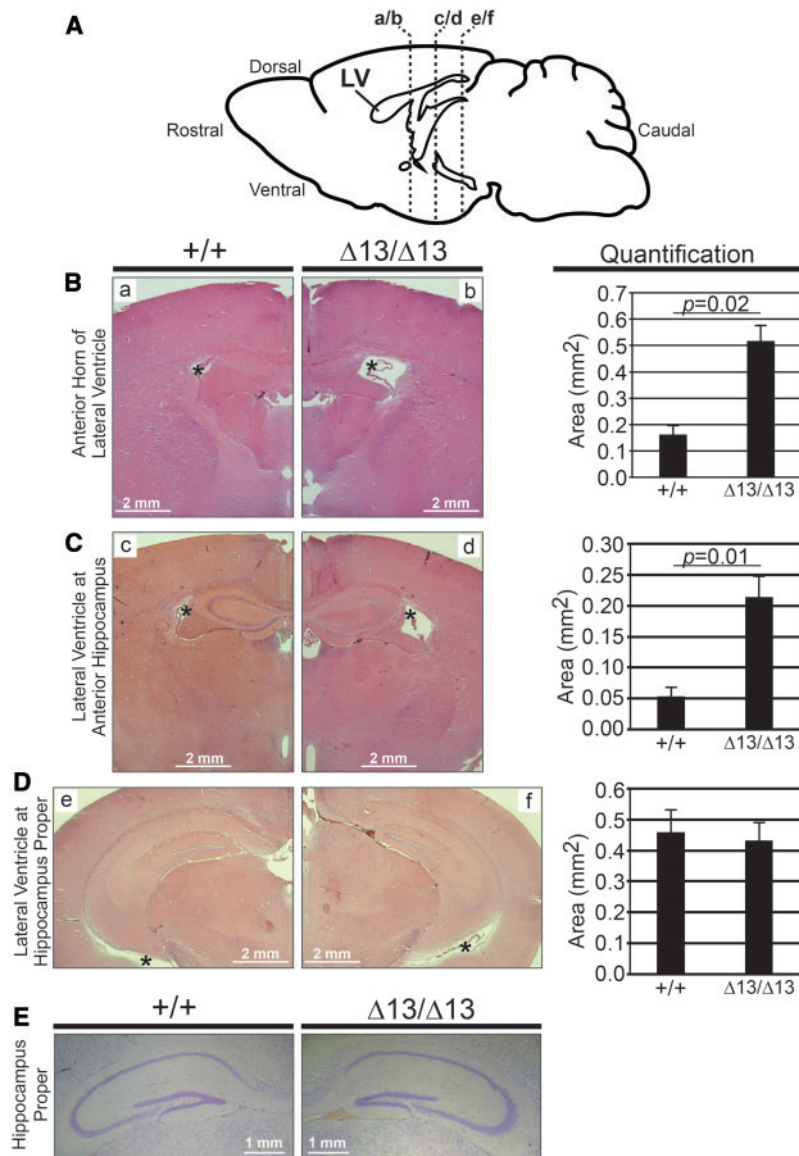 A
a/b c/d e/f
Dorsal
LV
Rostral
Caudal
Ventral
+/+ Δ13/Δ13 Quantification
B
Anterior Horn of
Lateral Ventricle
a b
*
*
2 mm 2 mm
Area (mm2)
0.7
0.6
0.5
0.4
0.3
0.2
0.1
0.0
p=0.02
+/+ Δ13/Δ13
C
Lateral Ventricle at
Anterior Hippocampus
c d
*
*
2 mm 2 mm
Area (mm2)
0.30
0.25
0.20
0.15
0.10
0.05
0.00
p=0.01
+/+ Δ13/Δ13
D
Lateral Ventricle at
Hippocampus Proper
e f
*
*
2 mm 2 mm
Area (mm2)
0.6
0.5
0.4
0.3
0.2
0.1
0.0
+/+ Δ13/Δ13
E
+/+ Δ13/Δ13
Hippocampus
Proper
1 mm 1 mm